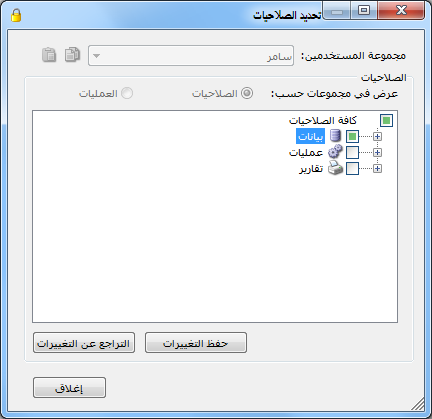 تحديد الصلاحيات
مجموعة المستخدمين: سامر
الصلاحيات
عرض في مجموعات حسب: الصلاحيات العمليات
كافة الصلاحيات
بيانات
عمليات
تقارير
حفظ التغييرات التراجع عن التغييرات
إغلاق